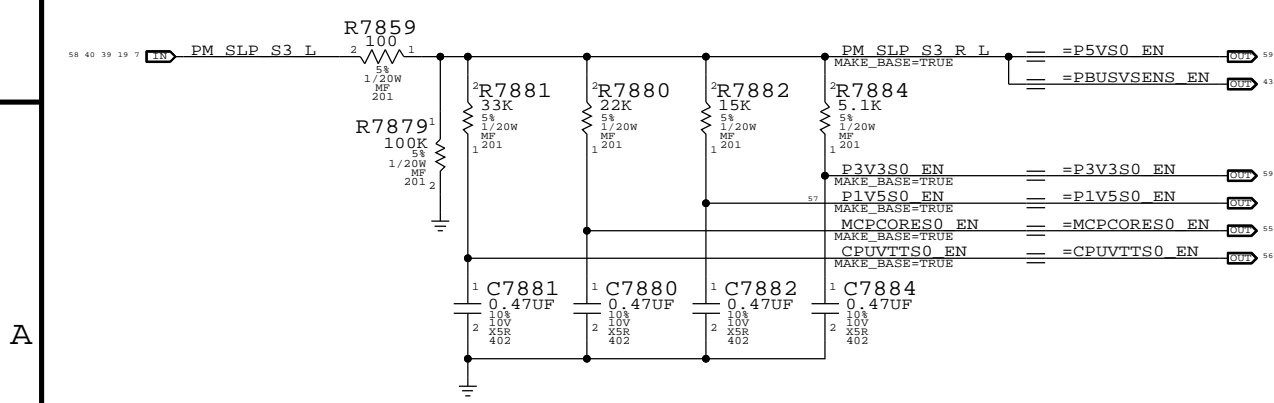 R7859
100
58 40 39 19 7 IN PM_SLP_S3_L 2 1 PM_SLP_S3_R_L =P5VS0_EN OUT 59
5%
1/20W
MF
201
MAKE_BASE=TRUE
=PBUSVSENS_EN OUT 43
2 R7881
33K
5%
1/20W
MF
201
1
2 R7880
22K
5%
1/20W
MF
201
1
2 R7882
15K
5%
1/20W
MF
201
1
2 R7884
5.1K
5%
1/20W
MF
201
1
R7879 1
100K
5%
1/20W
MF
201 2
P3V3S0_EN =P3V3S0_EN OUT 59
MAKE_BASE=TRUE
57 P1V5S0_EN =P1V5S0_EN OUT
MAKE_BASE=TRUE
MCPCORES0_EN =MCPCORES0_EN OUT 55
MAKE_BASE=TRUE
CPUVTTS0_EN =CPUVTTS0_EN OUT 56
MAKE_BASE=TRUE
1 C7881
0.47UF
10%
10V
2 X5R
402
1 C7880
0.47UF
10%
10V
2 X5R
402
1 C7882
0.47UF
10%
10V
2 X5R
402
1 C7884
0.47UF
10%
10V
2 X5R
402
A